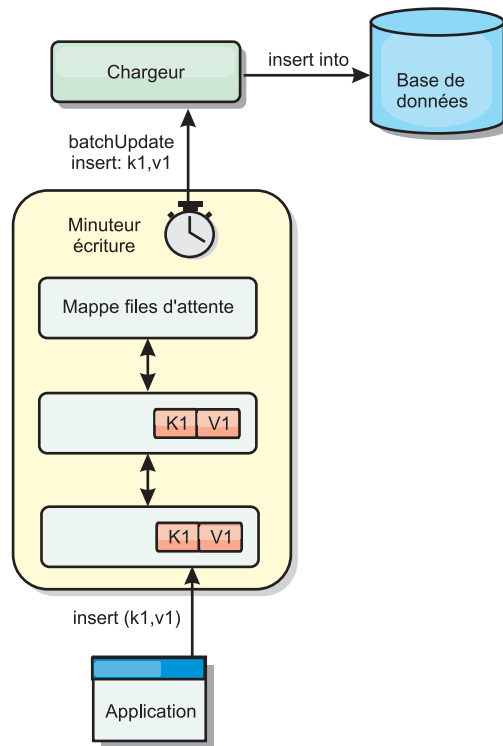 Chargeur
insert into
Base de
données
batchUpdate
insert: k1,v1
Minuteur
écriture
Mappe files d'attente
K1 V1
K1 V1
insert (k1,v1)
Application